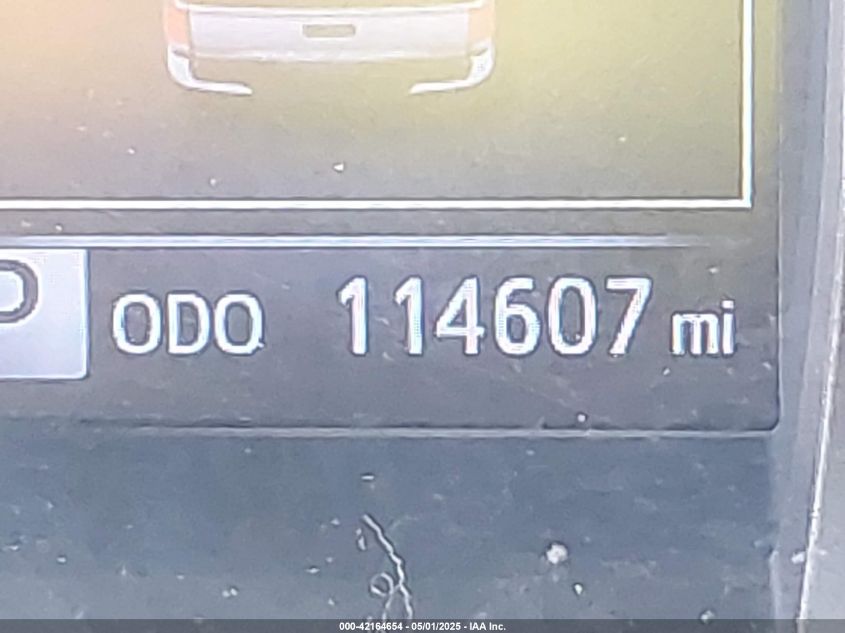 P ODO 114607 mi
000-42164654 - 05/01/2025 - IAA Inc.